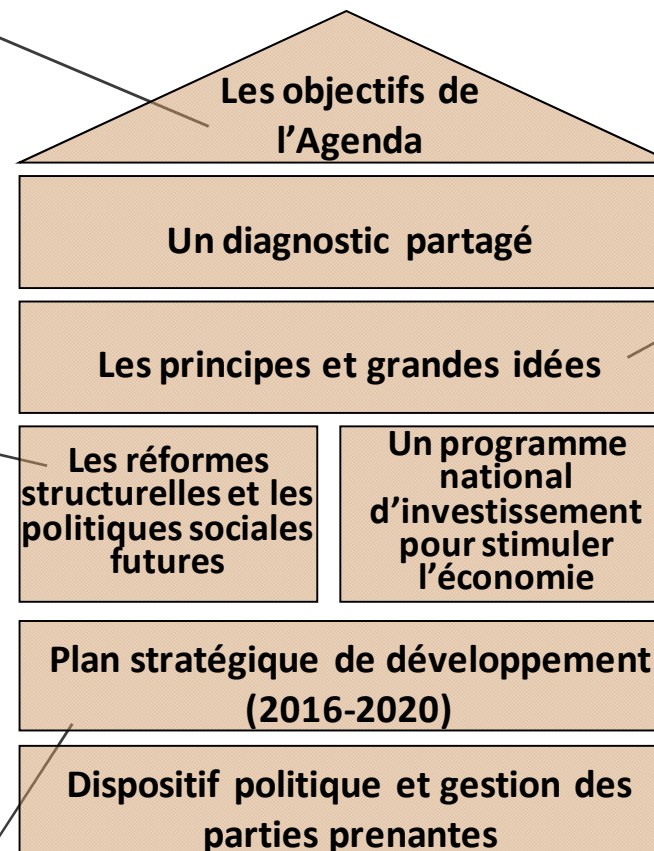 Les objectifs de
l’Agenda
Un diagnostic partagé
Les principes et grandes idées
Les réformes
structurelles et les
politiques sociales
futures
Un programme
national
d’investissement
pour stimuler
l’économie
Plan stratégique de développement
(2016-2020)
Dispositif politique et gestion des
parties prenantes